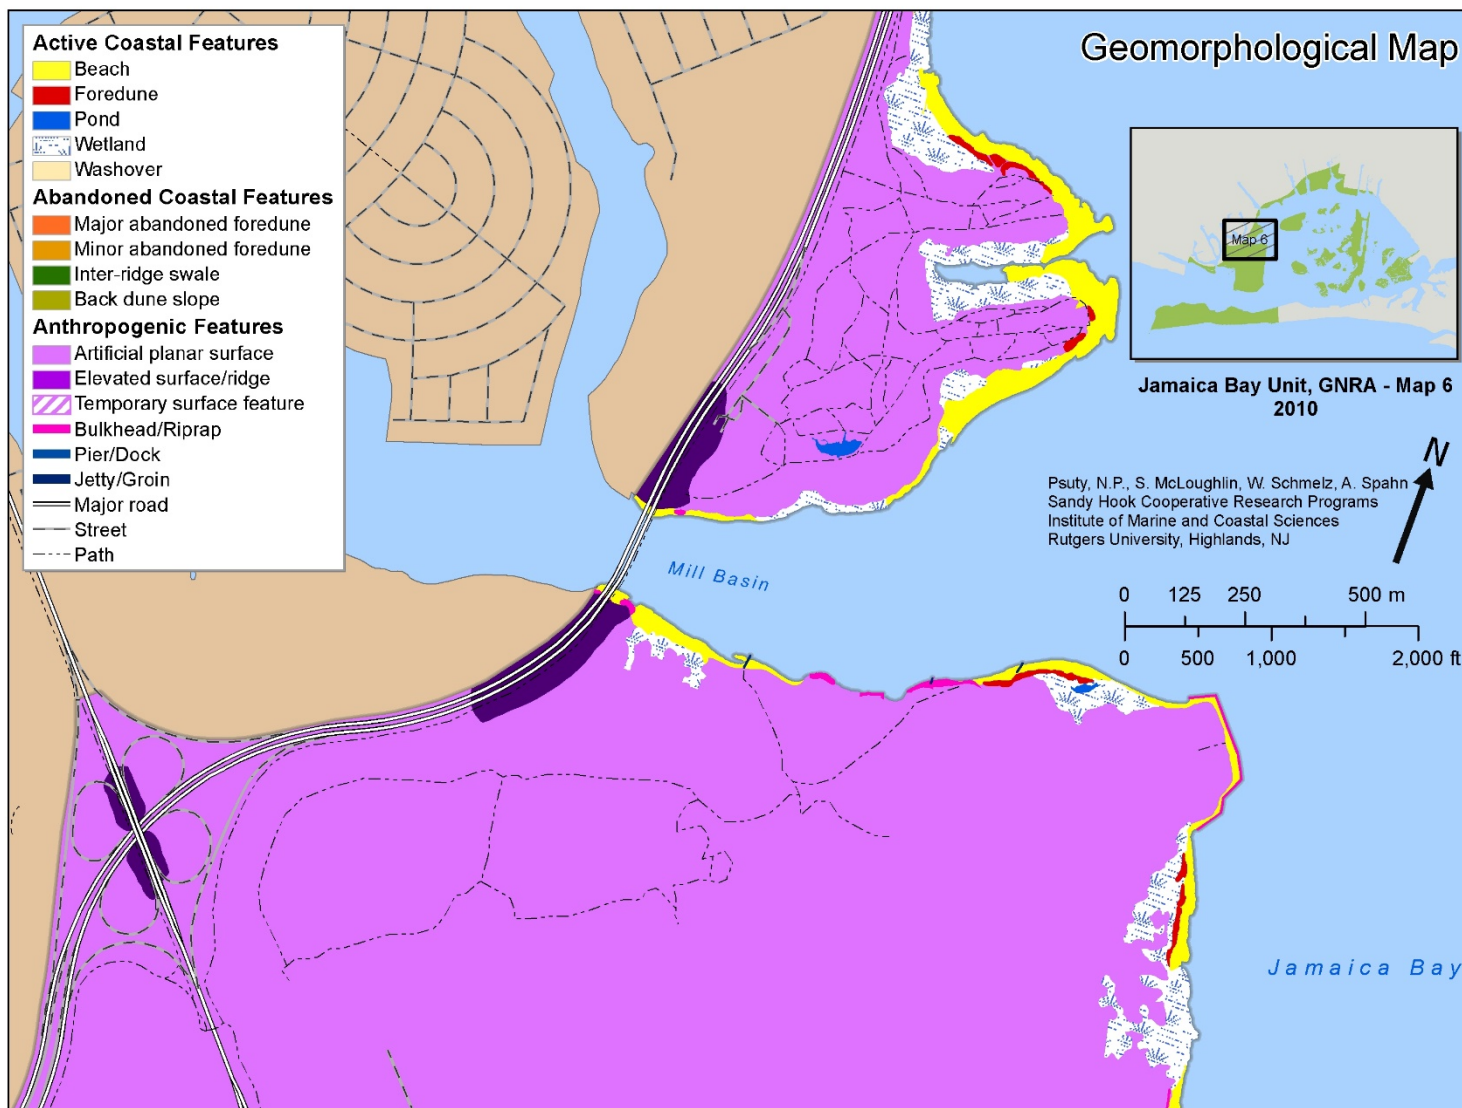 Geomorphological Map
Active Coastal Features
Beach
Foredune
Pond
Wetland
Washover
Abandoned Coastal Features
Major abandoned foredune
Minor abandoned foredune
Inter-ridge swale
Back dune slope
Anthropogenic Features
Artificial planar surface
Elevated surface/ridge
Temporary surface feature
Bulkhead/Riprap
Pier/Dock
Jetty/Groin
Major road
Street
Path
Map 6
Jamaica Bay Unit, GNRA - Map 6
2010
N
Psuty, N.P., S. McLoughlin, W. Schmelz, A. Spahn
Sandy Hook Cooperative Research Programs
Institute of Marine and Coastal Sciences
Rutgers University, Highlands, NJ
0 125 250 500 m
0 500 1,000 2,000 ft
Mill Basin
Jamaica Bay